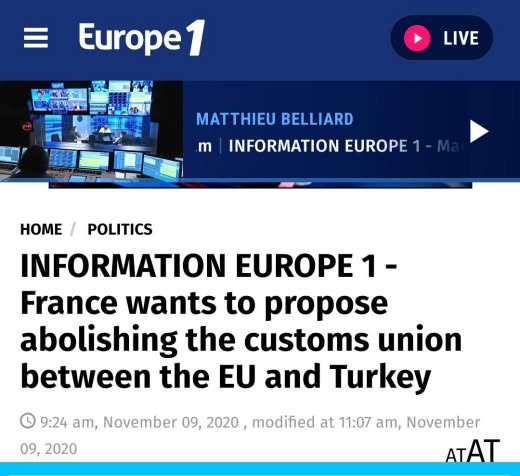 Europe 1
LIVE
MATTHIEU BELLIARD
m | INFORMATION EUROPE 1 - Ma
HOME / POLITICS
INFORMATION EUROPE 1 -
France wants to propose
abolishing the customs union
between the EU and Turkey
9:24 am, November 09, 2020 , modified at 11:07 am, November
09, 2020
ATAT